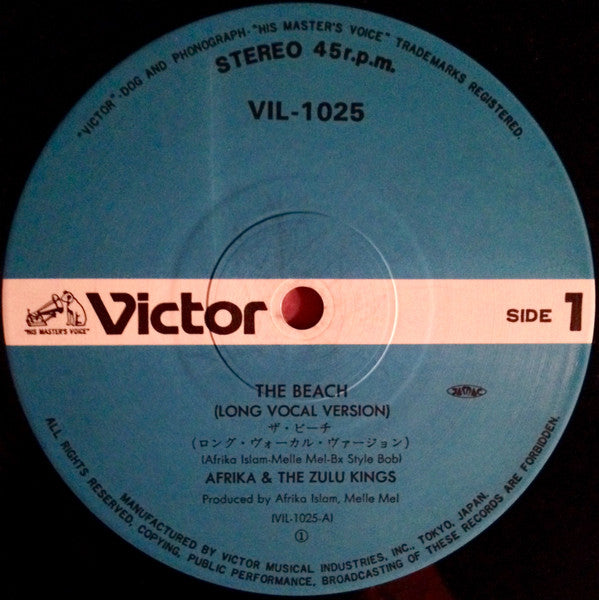 "VICTOR"-DOG AND PHONOGRAPH-"HIS MASTER'S VOICE" TRADEMARKS REGISTERED.
STEREO 45r.p.m.
VIL-1025
"HIS MASTER'S VOICE"
Victor
SIDE 1
THE BEACH
(LONG VOCAL VERSION)
ザ・ビーチ
(ロング・ヴォーカル・ヴァージョン)
(Afrika Islam-Melle Mel-Bx Style Bob)
AFRIKA & THE ZULU KINGS
Produced by Afrika Islam, Melle Mel
(VIL-1025-A)
①
JASRAC
MANUFACTURED BY VICTOR MUSICAL INDUSTRIES, INC., TOKYO, JAPAN.
ALL RIGHTS RESERVED, COPYING, PUBLIC PERFORMANCE, BROADCASTING OF THESE RECORDS ARE FORBIDDEN.